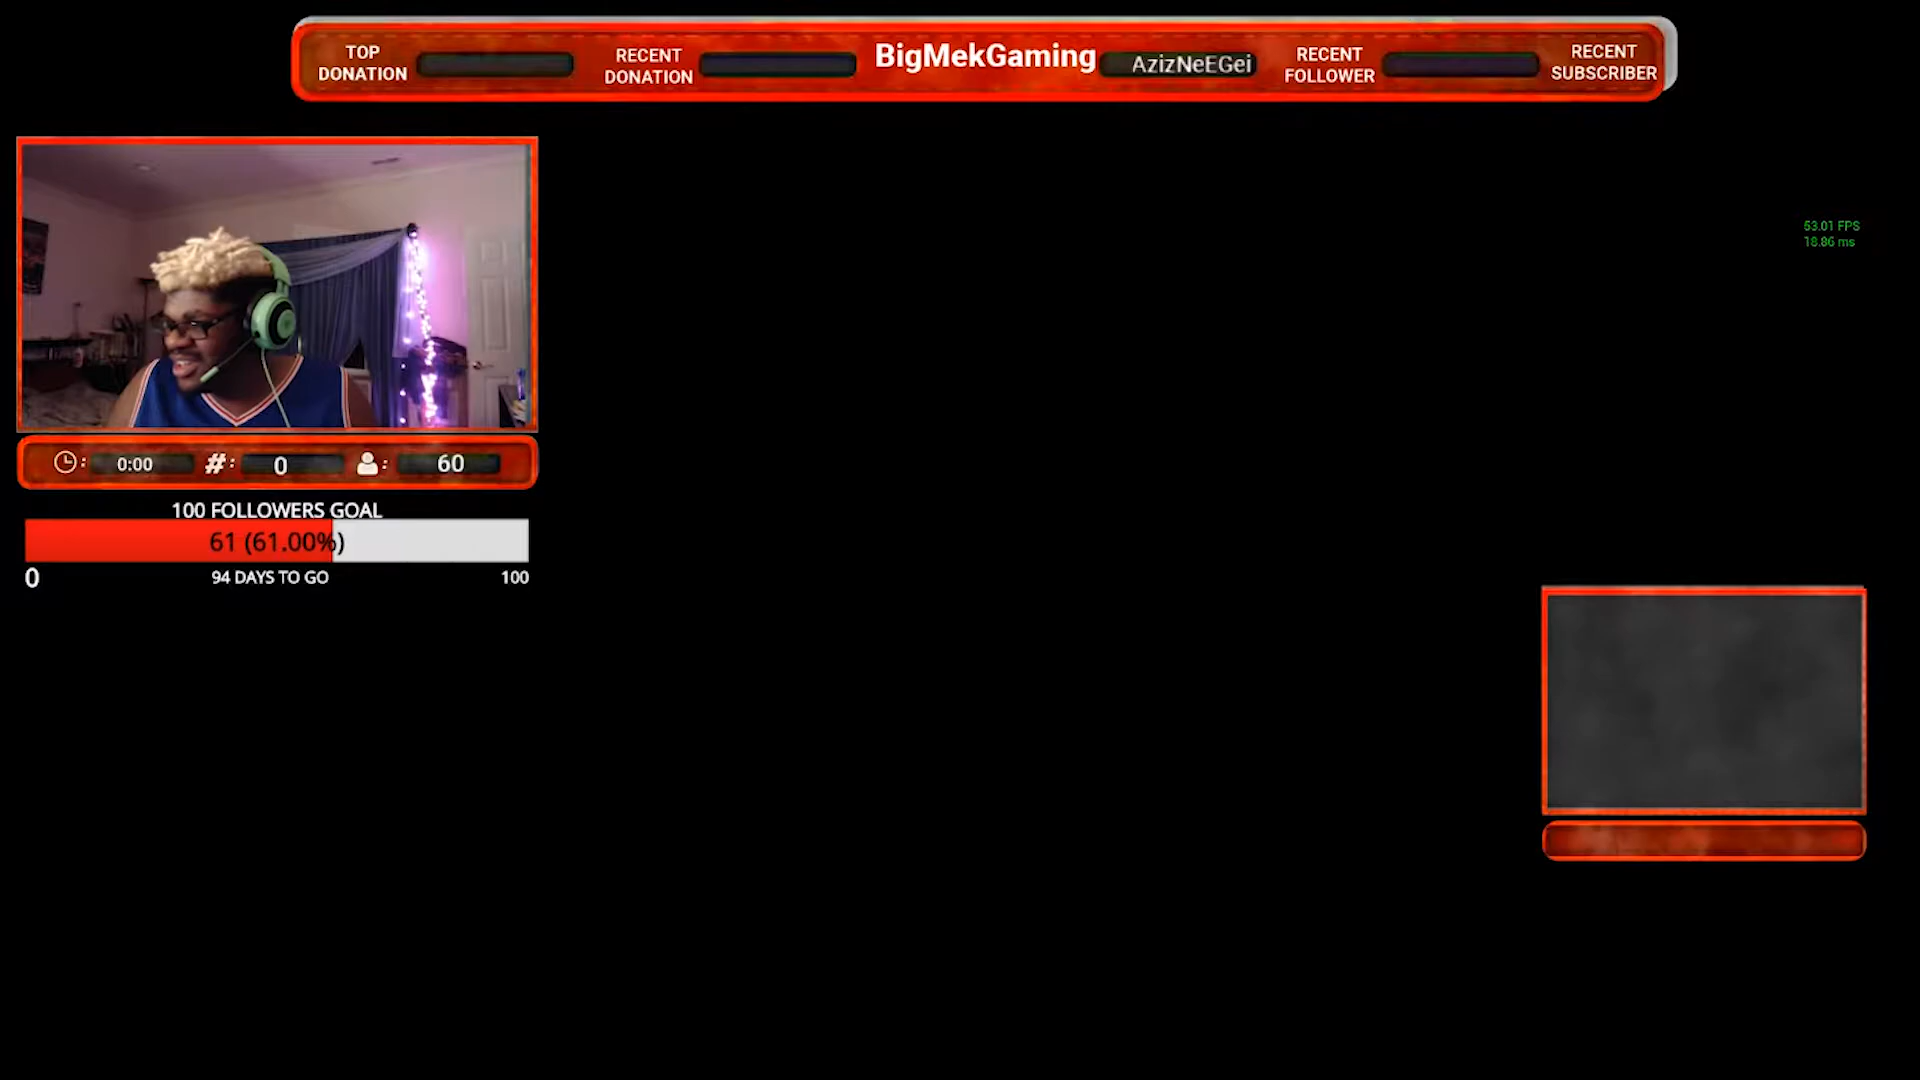 TOP
DONATION
RECENT
DONATION
BigMekGaming
AzizNeEGei
RECENT
FOLLOWER
RECENT
SUBSCRIBER
53.01 FPS
18.86 ms
: 0:00 #: 0 : 60
100 FOLLOWERS GOAL
61 (61.00%)
0 94 DAYS TO GO 100